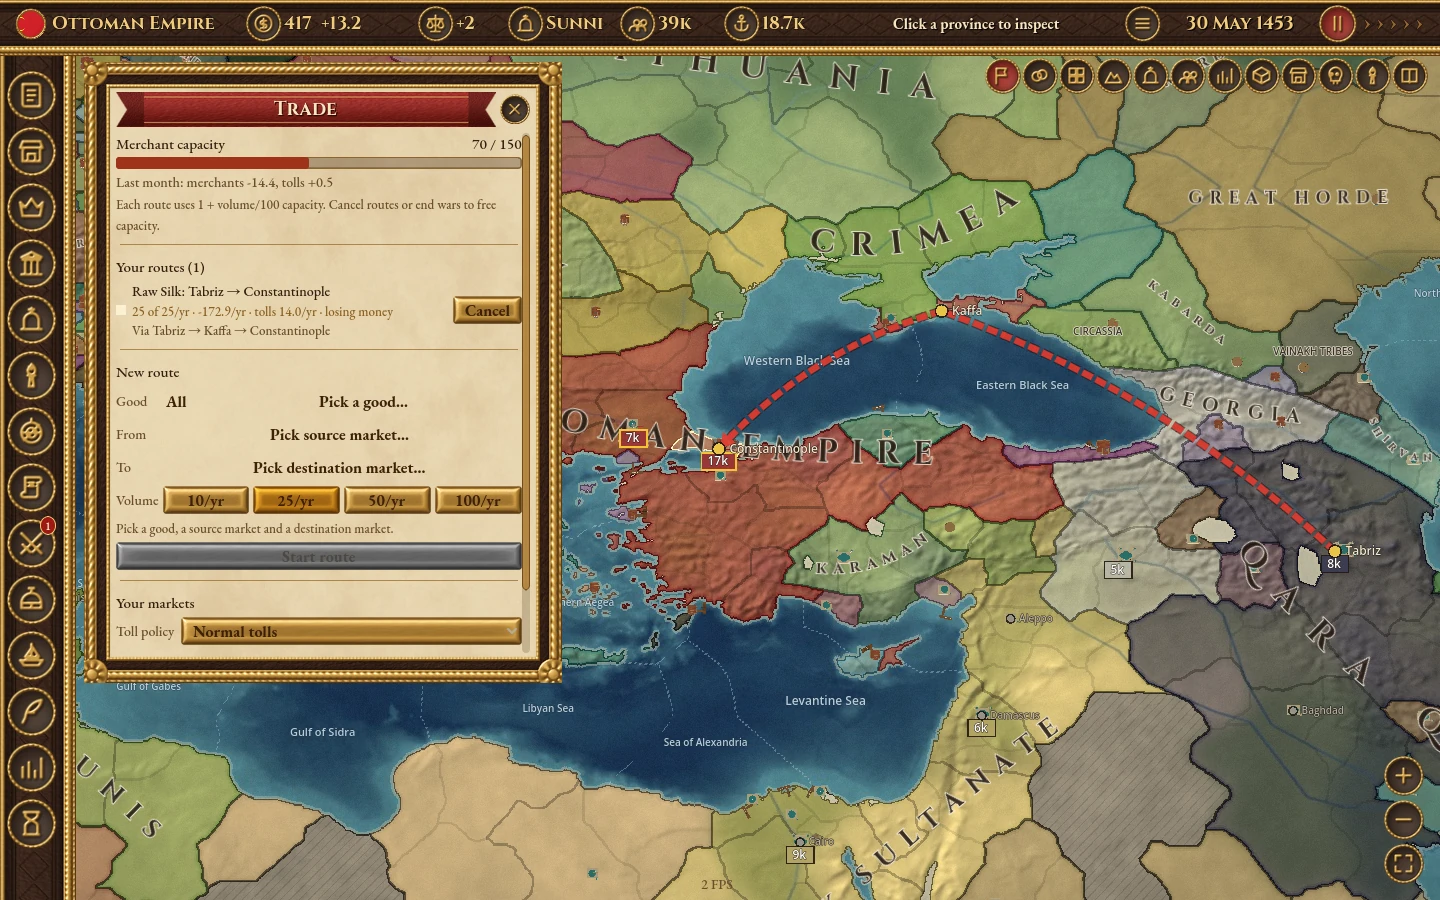 OTTOMAN EMPIRE
417 +13.2
+2
SUNNI
39K
18.7K
Click a province to inspect
30 MAY 1453
TRADE
Merchant capacity
70 / 150
Last month: merchants -14.4, tolls +0.5
Each route uses 1 + volume/100 capacity. Cancel routes or end wars to free
capacity.
Your routes (1)
Raw Silk: Tabriz → Constantinople
25 of 25/yr · -172.9/yr · tolls 14.0/yr · losing money
Via Tabriz → Kaffa → Constantinople
Cancel
New route
Good
All
Pick a good...
From
Pick source market...
To
Pick destination market...
Volume
10/yr
25/yr
50/yr
100/yr
Pick a good, a source market and a destination market.
Start route
Your markets
Toll policy
Normal tolls
1
CRIMEA
GREAT HORDE
KABARDA
North
Kaffa
CIRCASSIA
VAINAKH TRIBES
Western Black Sea
Eastern Black Sea
GEORGIA
SHIRVAN
OMAN EMPIRE
7k
Constantinople
17k
KARAMAN
5k
Tabriz
8k
QARA
Aleppo
Gulf of Gabes
Levantine Sea
Libyan Sea
Damascus
6k
Baghdad
Gulf of Sidra
Sea of Alexandria
UNIS
SULTANATE
Cairo
9k
2 FPS